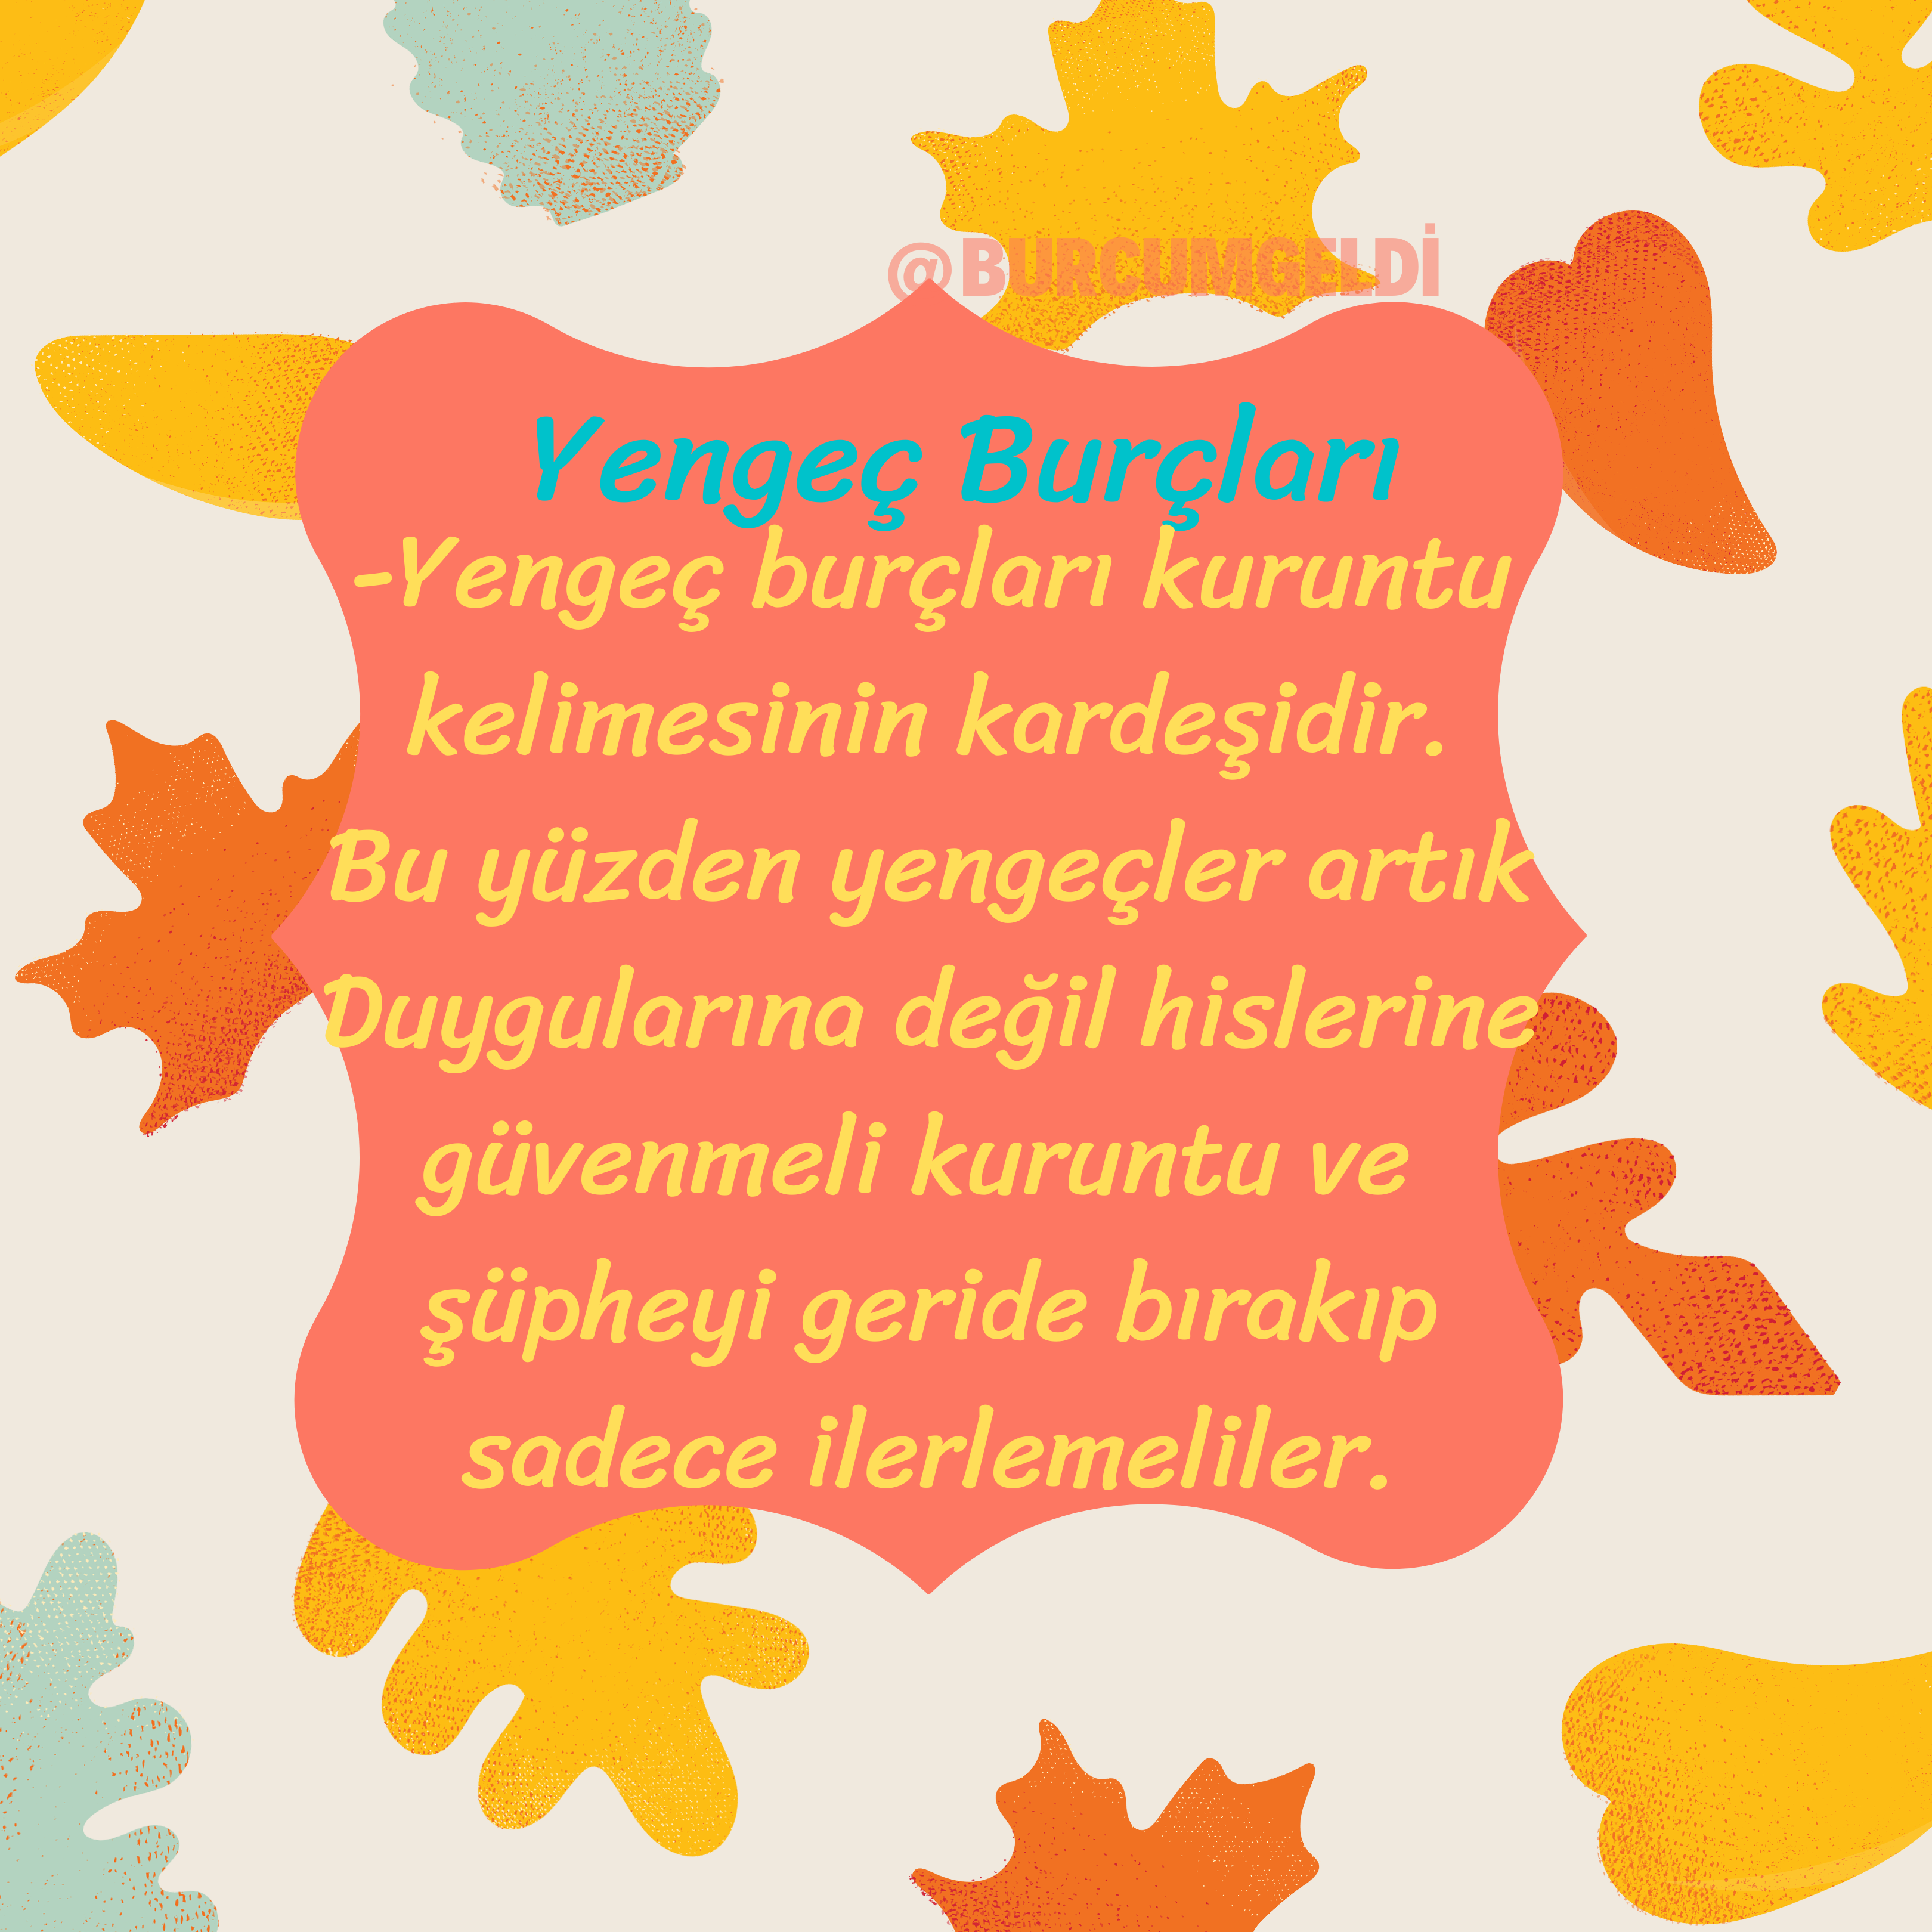 @BURCUMGELDİ
Yengeç Burçları
-Yengeç burçları kuruntu
kelimesinin kardeşidir.
Bu yüzden yengeçler artık
Duygularına değil hislerine
güvenmeli kuruntu ve
şüpheyi geride bırakıp
sadece ilerlemeliler.